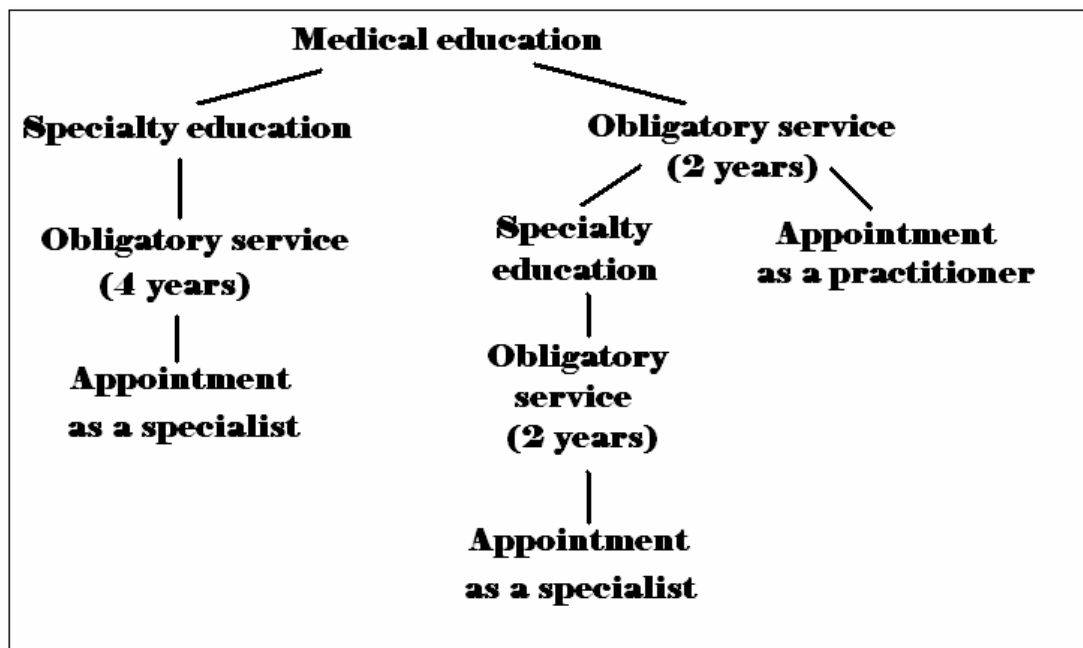 Medical education
Specialty education
Obligatory service
(2 years)
Obligatory service
(4 years)
Appointment
as a specialist
Specialty
education
Obligatory
service
(2 years)
Appointment
as a specialist
Appointment
as a practitioner